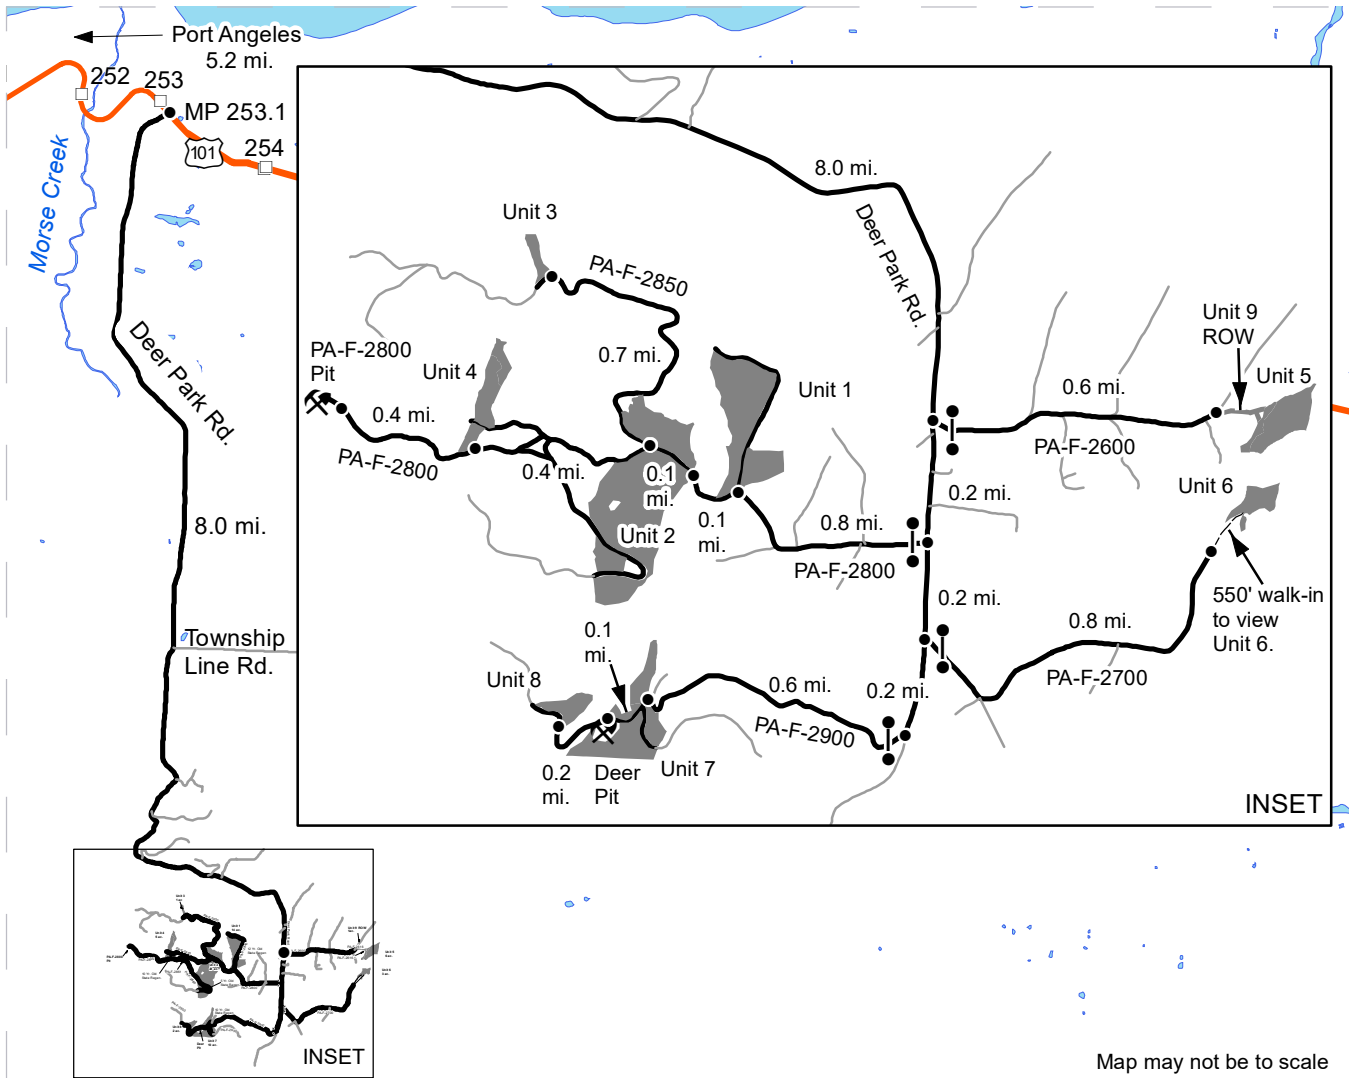 Port Angeles
5.2 mi.
252
253
MP 253.1
101
254
Morse Creek
Deer Park Rd.
8.0 mi.
Township
Line Rd.
8.0 mi.
Deer Park Rd.
Unit 3
PA-F-2850
0.7 mi.
PA-F-2800
Pit
Unit 4
0.4 mi.
PA-F-2800
0.4 mi.
Unit 1
0.1
mi.
Unit 2
0.1
mi.
0.8 mi.
PA-F-2800
Unit 9
ROW
Unit 5
0.6 mi.
PA-F-2600
0.2 mi.
Unit 6
550' walk-in
to view
Unit 6.
0.2 mi.
0.8 mi.
PA-F-2700
0.1
mi.
Unit 8
0.6 mi.
0.2 mi.
PA-F-2900
0.2
mi.
Deer
Pit
Unit 7
INSET
INSET
Map may not be to scale